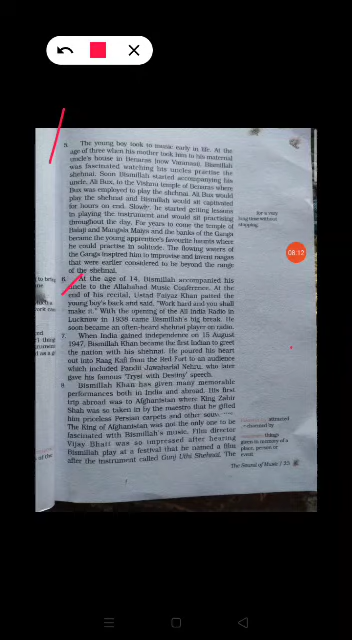 5. The young boy took to music early in life. At the
age of three when his mother took him to his maternal
uncle's house in Benaras (now Varanasi), Bismillah
was fascinated watching his uncles practise the
shehnai. Soon Bismillah started accompanying his
uncle, Ali Bux, to the Vishnu temple of Benaras where
Bux was employed to play the shehnai. Ali Bux would
play the shehnai and Bismillah would sit captivated
for hours on end. Slowly, he started getting lessons
in playing the instrument and would sit practising
throughout the day. For years to come the temple of
Balaji and Mangala Maiya and the banks of the Ganga
became the young apprentice's favourite haunts where
he could practise in solitude. The flowing waters of
the Ganga inspired him to improvise and invent ragas
that were earlier considered to be beyond the range
of the shehnai.
6. At the age of 14, Bismillah accompanied his
uncle to the Allahabad Music Conference. At the
end of his recital, Ustad Faiyaz Khan patted the
young boy's back and said, "Work hard and you shall
make it." With the opening of the All India Radio in
Lucknow in 1938 came Bismillah's big break. He
soon became an often-heard shehnai player on radio.
7. When India gained independence on 15 August
1947, Bismillah Khan became the first Indian to greet
the nation with his shehnai. He poured his heart
out into Raag Kafi from the Red Fort to an audience
which included Pandit Jawaharlal Nehru, who later
gave his famous 'Tryst with Destiny' speech.
8. Bismillah Khan has given many memorable
performances both in India and abroad. His first
trip abroad was to Afghanistan where King Zahir
Shah was so taken in by the maestro that he gifted
him priceless Persian carpets and other
The King of Afghanistan was not the only one to be
fascinated with Bismillah's music. Film director
Vijay Bhatt was so impressed after hearing
Bismillah play at a festival that he named a film
after the instrument called Gunj Uthi Shehnai. The
for a very
long time without
stopping
08:12
attracted
things
given in memory of a
place, person or
event
The Sound of Music /